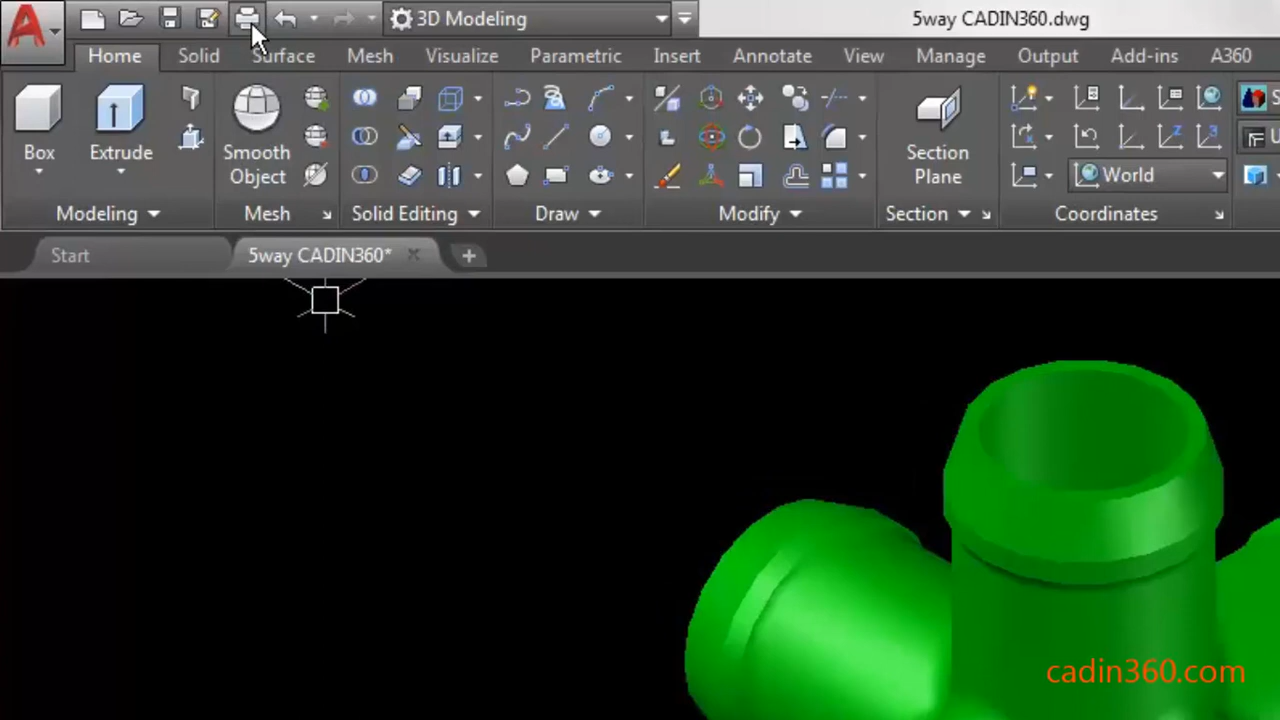 A
3D Modeling
5way CADIN360.dwg
Home Solid Surface Mesh Visualize Parametric Insert Annotate View Manage Output Add-ins A360
Box
Extrude
Smooth
Object
Section
Plane
World
Modeling
Mesh
Solid Editing
Draw
Modify
Section
Coordinates
Start
5way CADIN360*
cadin360.com